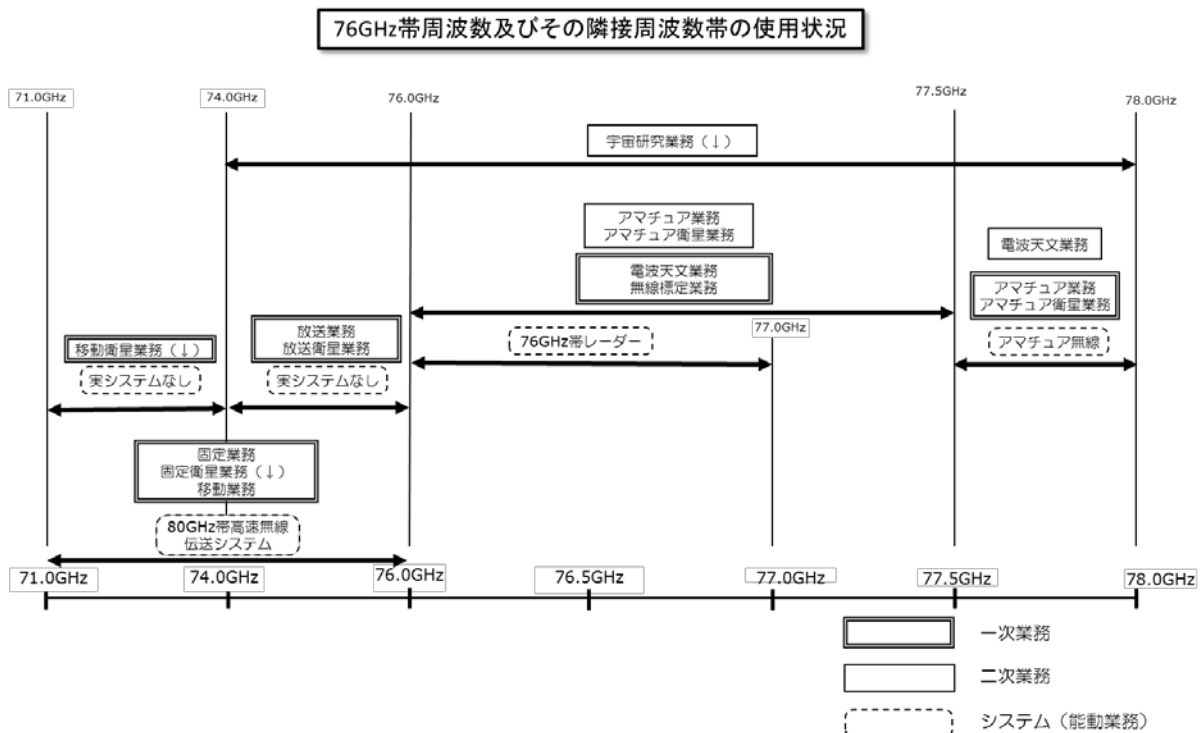 76GHz帯周波数及びその隣接周波数帯の使用状況
71.0GHz
74.0GHz
76.0GHz
77.5GHz
78.0GHz
宇宙研究業務（↓）
アマチュア業務
アマチュア衛星業務
電波天文業務
電波天文業務
無線標定業務
アマチュア業務
アマチュア衛星業務
77.0GHz
放送業務
放送衛星業務
移動衛星業務（↓）
76GHz帯レーダー
アマチュア無線
実システムなし
実システムなし
固定業務
固定衛星業務（↓）
移動業務
80GHz帯高速無線
伝送システム
71.0GHz
74.0GHz
76.0GHz
76.5GHz
77.0GHz
77.5GHz
78.0GHz
一次業務
二次業務
システム（能動業務）